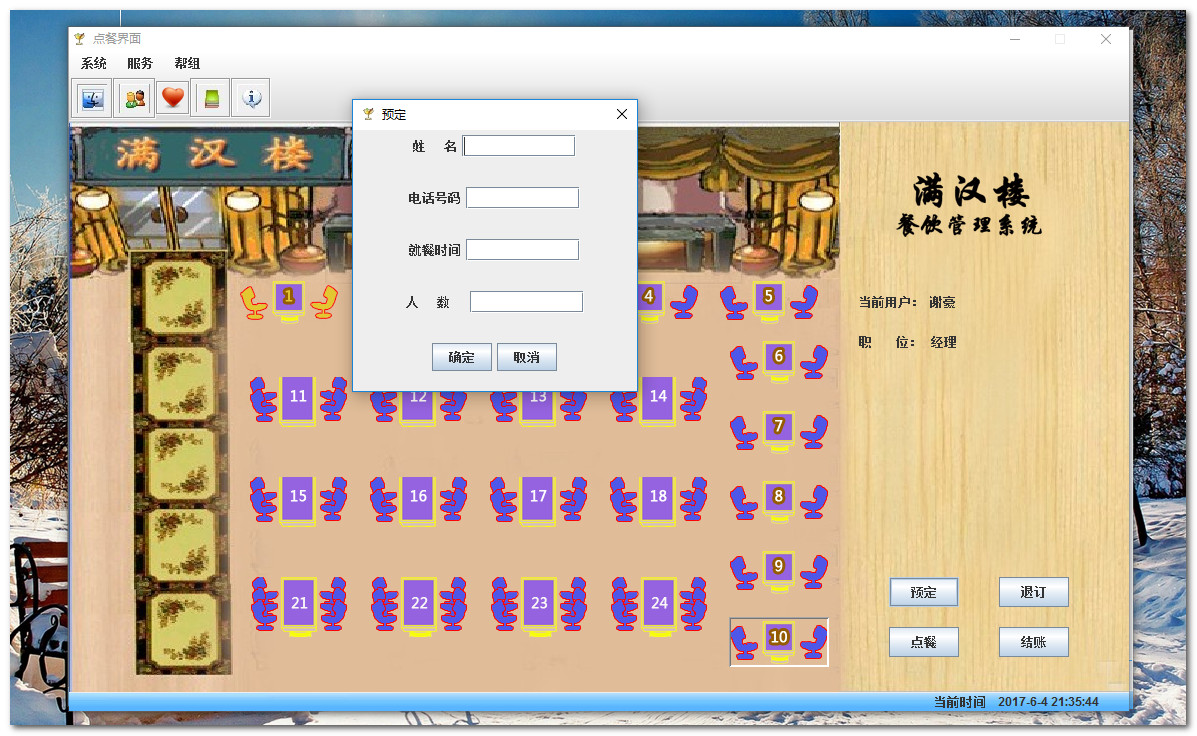 点餐界面
系统 服务 帮组
预定
满汉楼
姓 名
电话号码
就餐时间
人 数
确定 取消
满汉楼
餐饮管理系统
当前用户： 谢豪
职 位： 经理
1 4 5
6
11 12 13 14
7
15 16 17 18 8
9
21 22 23 24
10
预定 退订
点餐 结账
当前时间 2017-6-4 21:35:44